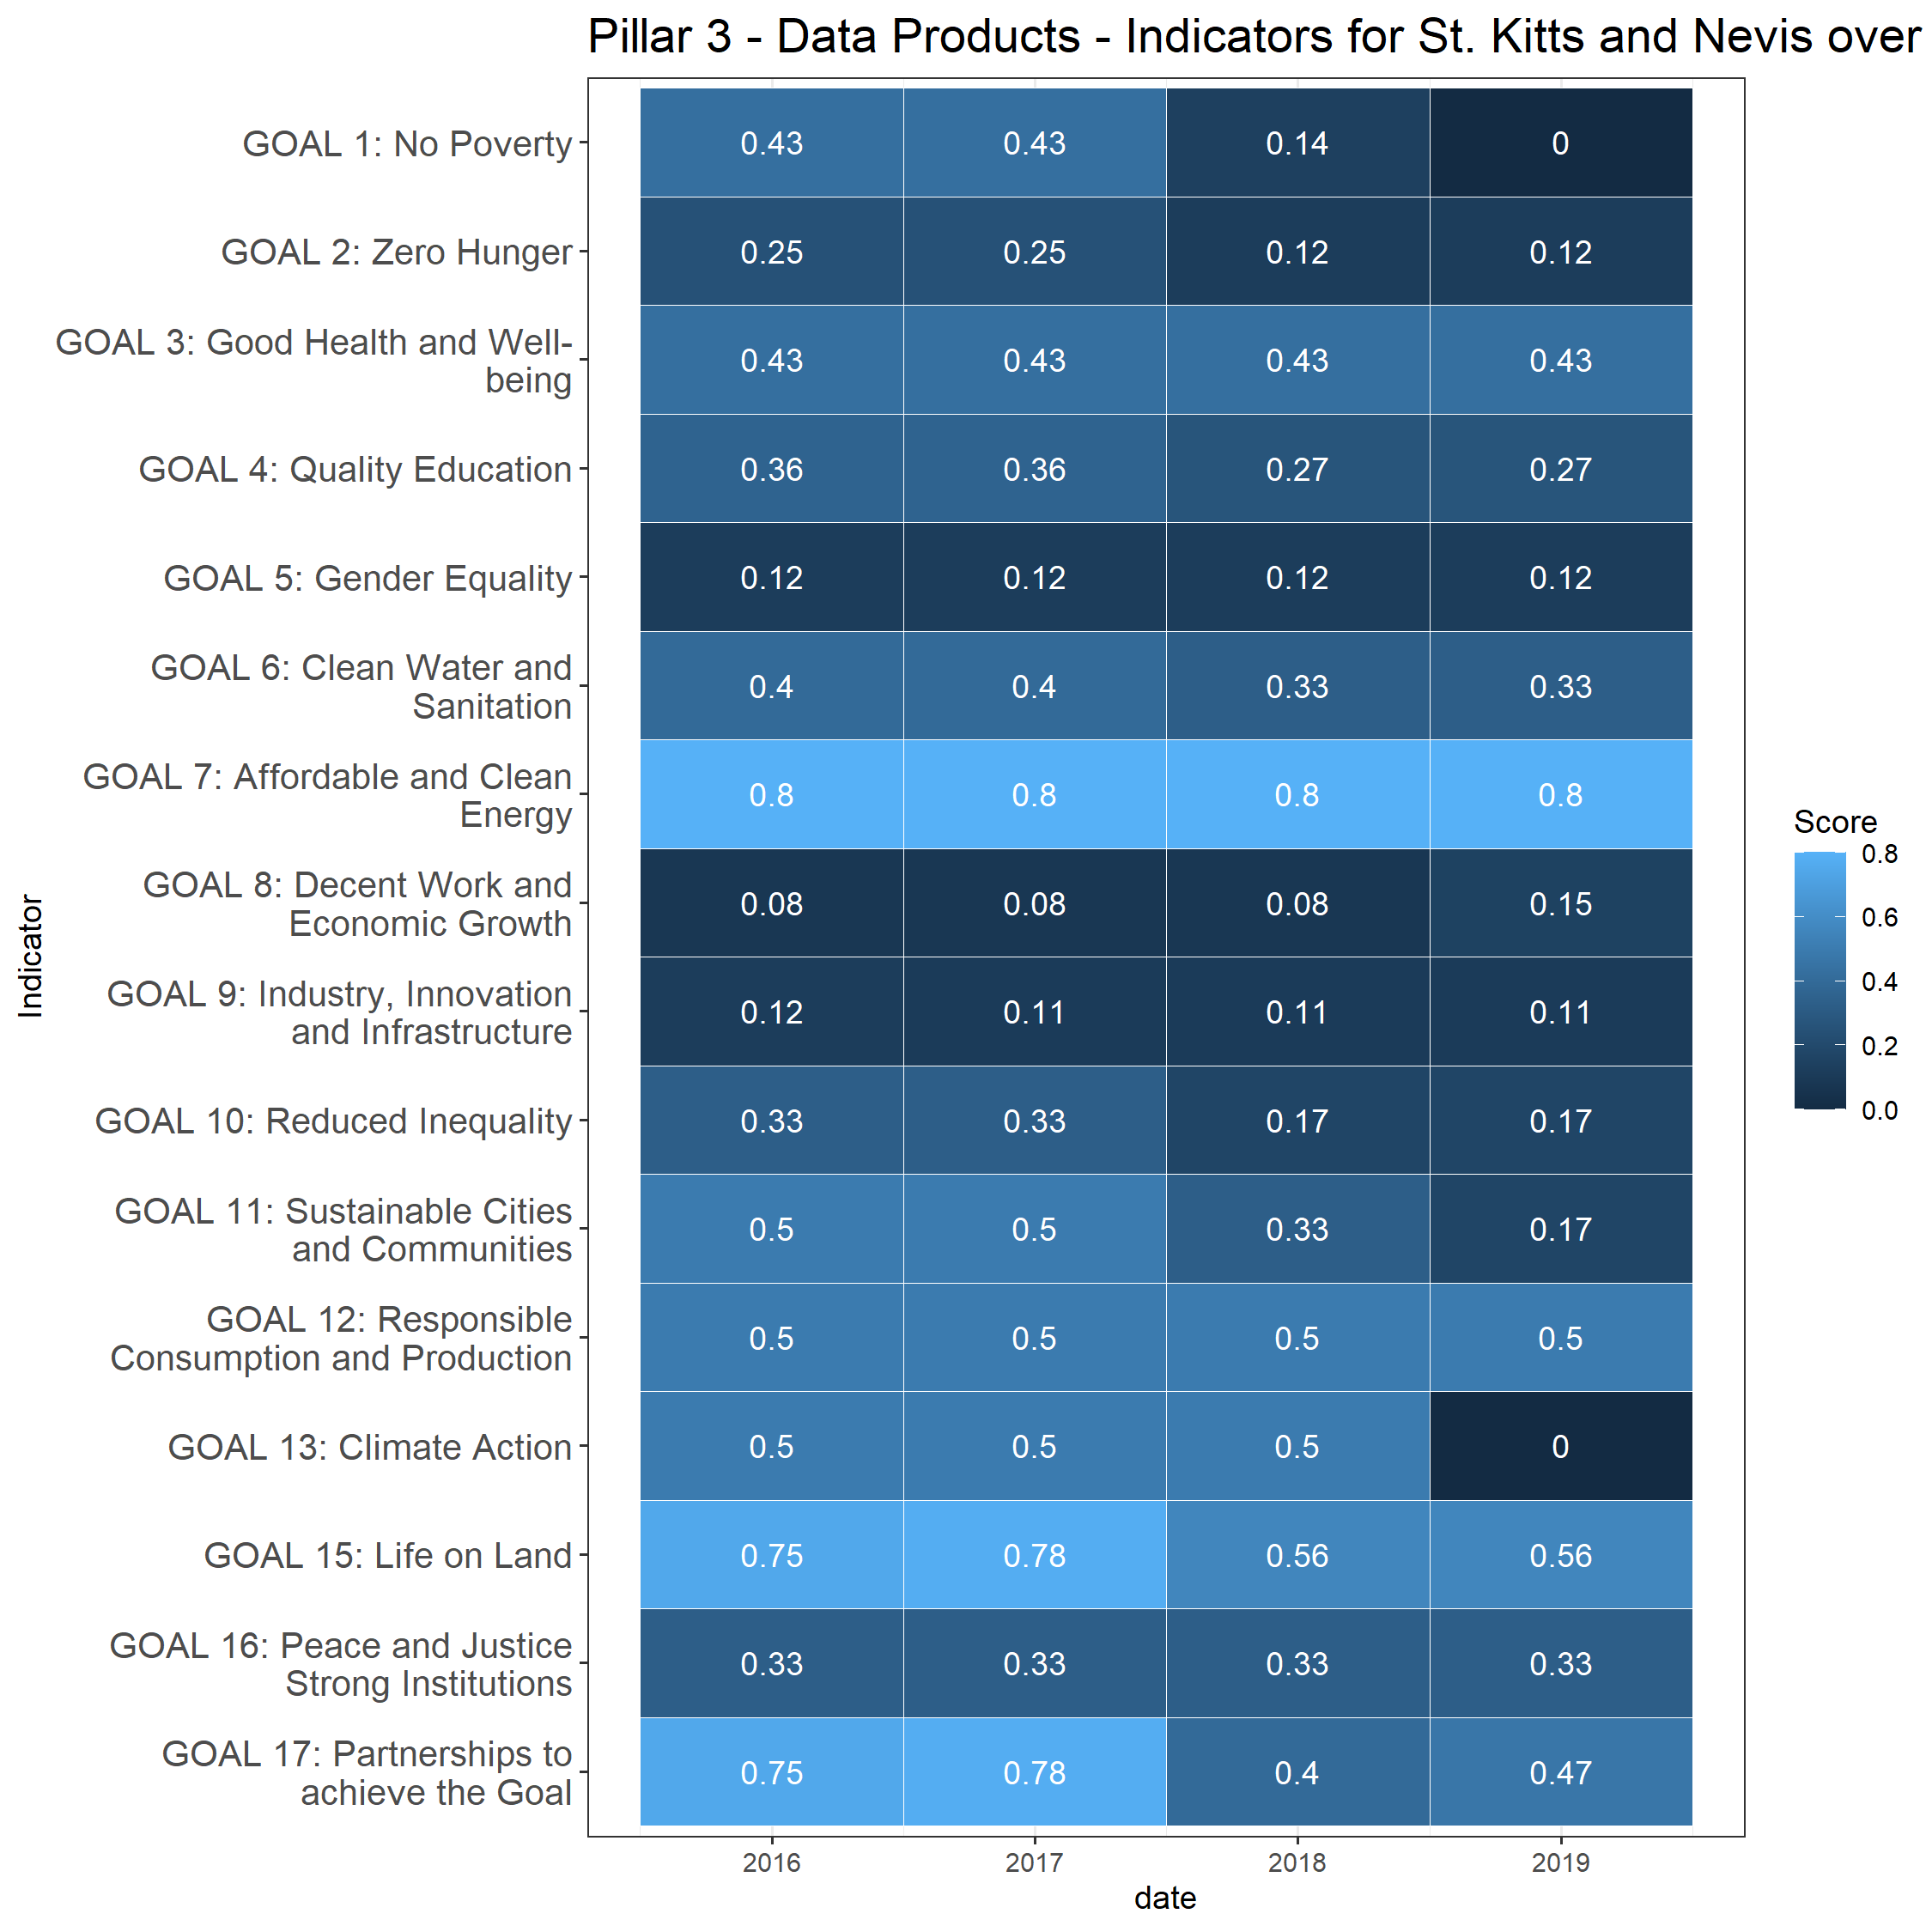 Pillar 3 - Data Products - Indicators for St. Kitts and Nevis over
GOAL 1: No Poverty
0.43 0.43 0.14 0
GOAL 2: Zero Hunger
0.25 0.25 0.12 0.12
GOAL 3: Good Health and Well-
being
0.43 0.43 0.43 0.43
GOAL 4: Quality Education
0.36 0.36 0.27 0.27
GOAL 5: Gender Equality
0.12 0.12 0.12 0.12
GOAL 6: Clean Water and
Sanitation
0.4 0.4 0.33 0.33
GOAL 7: Affordable and Clean
Energy
0.8 0.8 0.8 0.8
GOAL 8: Decent Work and
Economic Growth
0.08 0.08 0.08 0.15
GOAL 9: Industry, Innovation
and Infrastructure
0.12 0.11 0.11 0.11
GOAL 10: Reduced Inequality
0.33 0.33 0.17 0.17
GOAL 11: Sustainable Cities
and Communities
0.5 0.5 0.33 0.17
GOAL 12: Responsible
Consumption and Production
0.5 0.5 0.5 0.5
GOAL 13: Climate Action
0.5 0.5 0.5 0
GOAL 15: Life on Land
0.75 0.78 0.56 0.56
GOAL 16: Peace and Justice
Strong Institutions
0.33 0.33 0.33 0.33
GOAL 17: Partnerships to
achieve the Goal
0.75 0.78 0.4 0.47
2016 2017 2018 2019
date
Indicator
Score
0.8
0.6
0.4
0.2
0.0